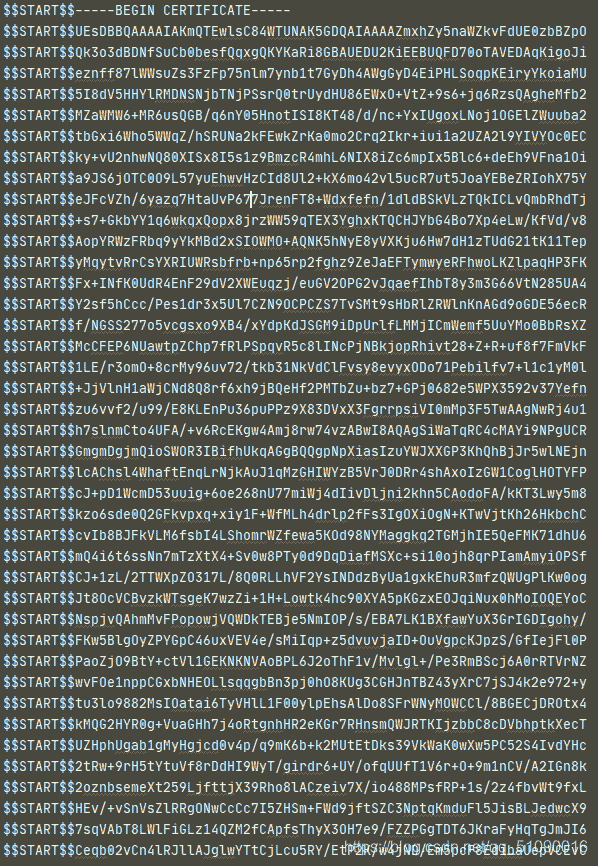 $$START$$-----BEGIN CERTIFICATE-----
$$START$$UEsDBBQAAAAIAKmQTEwlsC84WTUNAK5GDQAIAAAAZmxhZy5naWZkvFdUE0zbBZpO
$$START$$Qk3o3dBNfSuCb0besfQqxgQKYKaRi8GBAUEDU2KiEEBUQFD70oTAVEDAqKigoJi
$$START$$eznff87lWWsuZs3FzFp75nlm7ynb1t7GyDh4AWgGyD4EiPHLSoqpKEiryYkoiaMU
$$START$$5I8dV5HHYlRMDNSNjbTNjPSsrQ0trUydHU86EWxO+VtZ+9s6+jq6RzsQAgheMfb2
$$START$$MZaWMW6+MR6usQGB/q6nY05HnotISI8KT48/d/nc+YxIUgoxLNoj1OGElZWuuba2
$$START$$tbGxi6Who5WWqZ/hSRUNa2kFEwkZrKa0mo2Crq2Ikr+iui1a2UZA2l9YIVYOc0EC
$$START$$ky+vU2nhwNQ80XISx8I5s1z9BmzcR4mhL6NIX8iZc6mpIx5Blc6+deEh9VFna1Oi
$$START$$a9JS6jOTC0O9L57yuEhwvHzCId8Ul2+kX6mo42vl5ucR7ut5JoaYEBeZRIohX75Y
$$START$$eJFcVZh/6yazq7HtaUvP677JrenFT8+Wdxfefn/1dldBSkVLzTQkICLvQmbRhdTj
$$START$$+s7+GkbYY1q6wkqxQopx8jrzWW59qTEX3YghxKTQCHJYbG4Bo7Xp4eLw/KfVd/v8
$$START$$AopYRWzFRbq9yYkMBd2xSIOWMO+AQNK5hNyE8yVXKju6Hw7dH1zTUdG21tK11Tep
$$START$$yMqytvRrCsYXRIUWRsbfrb+np65rp2fghz9ZeJaEFTymwyeRFhwoLKZlpaqHP3FK
$$START$$Fx+INfK0UdR4EnF29dV2XWEuqzj/euGV2OPG2vJqaefIhbT8y3m3G66VtN285UA4
$$START$$Y2sf5hCcc/Pes1dr3x5Ul7CZN9OCPCZS7TvSMt9sHbRlZRWlnKnAGd9oGDE56ecR
$$START$$f/NGSS277o5vcgsxo9XB4/xYdpKdJSGM9iDpUrlfLMMjICmWemf5UuYMo0BbRsXZ
$$START$$McCFEP6NUawtpZChp7fRlPSpqvR5c8lINcPjNBkjopRhivt28+Z+R+uf8f7FmVkF
$$START$$1LE/r3omO+8crMy96uv72/tkb31NkVdClFvsy8evyxODo71Pebilfv7+l1c1yM0l
$$START$$+JjVlnH1aWjCNd8Q8rf6xh9jBQeHf2PMTbZu+bz7+GPj0682e5WPX3592v37Yefn
$$START$$zu6vvf2/u99/E8KLEnPu36puPPz9X83DVxX3FgrrpsiVI0mMp3F5TwAAgNwRj4u1
$$START$$h7slnmCto4UFA/+v6RcEKgw4Amj8rw74vzABwI8AQAgSiWaTqRC4cMAYi9NPgUCR
$$START$$GmgmDgjmQioSWOR3IBifhUkqAGgBQQgpNpXiasIzuYWJXXGP3KhQhBjJr5wlNEjn
$$START$$lcAChsl4WhaftEnqLrNjkAuJ1qMzGHIWYzB5VrJ0DRr4shAxoIzGW1CoglHOTYFP
$$START$$cJ+pD1WcmD53uuig+6oe268nU77miWj4dIivDljni2khn5CAodoFA/kKT3Lwy5m8
$$START$$kzo6sde0Q2GFkvpxq+xiy1F+WfMLh4drlp2fFs3IgOXiOgN+KTwVjtKh26HkbchC
$$START$$cvIb8BJFkVLM6fsbI4LShomrWZfewa5KOd98NYMaggkq2TGMjhIE5QeFMK71dhU6
$$START$$mQ4i6t6ssNn7mTzXtX4+Sv0w8PTy0d9DqDiafMSXc+si10ojh8qrPIamAmyiOPSf
$$START$$CJ+1zL/2TTWXpZO317L/8Q0RLLhVF2YsINDdzByUa1gxkEhuR3mfzQWUgPlKw0og
$$START$$Jt8OcVCBvzkWTsgeK7wzZi+1H+Lowtk4hc90XYA5pKGzxEOJqiNux0hMoIOQEYoC
$$START$$NspjvQAhmMvFPopowjVQWDkTEBje5NmIOP/s/EBA7LK1BXfawYuX3GrIGDIgohy/
$$START$$FKw5BlgOyZPYGpC46uxVEV4e/sMiIqp+z5dvuvjaID+OuVgpcKJpzS/GfIejFl0P
$$START$$PaoZjO9BtY+ctVl1GEKNKNVAoBPL6J2oThF1v/Mvlgl+/Pe3RmBScj6A0rRTVrNZ
$$START$$wvFOe1nppCGxbNHEOLlsqqgbBn3pj0hO8KUg3CGHJnTBZ43yXrC7jSJ4k2e972+y
$$START$$tu3lo9882MsIOatai6TyVHlL1F00ylpEhsAlDo8SFrWNyMOWCCl/8BGECjDROtx4
$$START$$kMQG2HYR0g+VuaGHh7j4oRtgnhHR2eKGr7RHnsmQWJRTKIjzbbC8cDVbhptkXecT
$$START$$UZHphUgab1gMyHgjcd0v4p/q9mK6b+k2MUtEtDks39VkWaK0wXw5PC52S4IvdYHc
$$START$$2tRw+9rH5tYtuVf8rDdHI9WyT/girdr6+UY/ofqUUfT1V6r+O+9m1nCV/A2IGn8k
$$START$$2oznbsemeXt259LjfttjX39Rho8lACzeiv7X/io488MPsfRP+1s/2z4fbvWt9fxL
$$START$$HEv/+vSnVsZlRRgONwCcCc7I5ZHSm+FWd9jftSZC3NptqKmduFl5JisBLJedwcX9
$$START$$7sqVAbT8LWlFiGLz14QZM2fCApfsThyX3OH7e9/FZZPGgTDT6JKraFyHqTgJmJI6